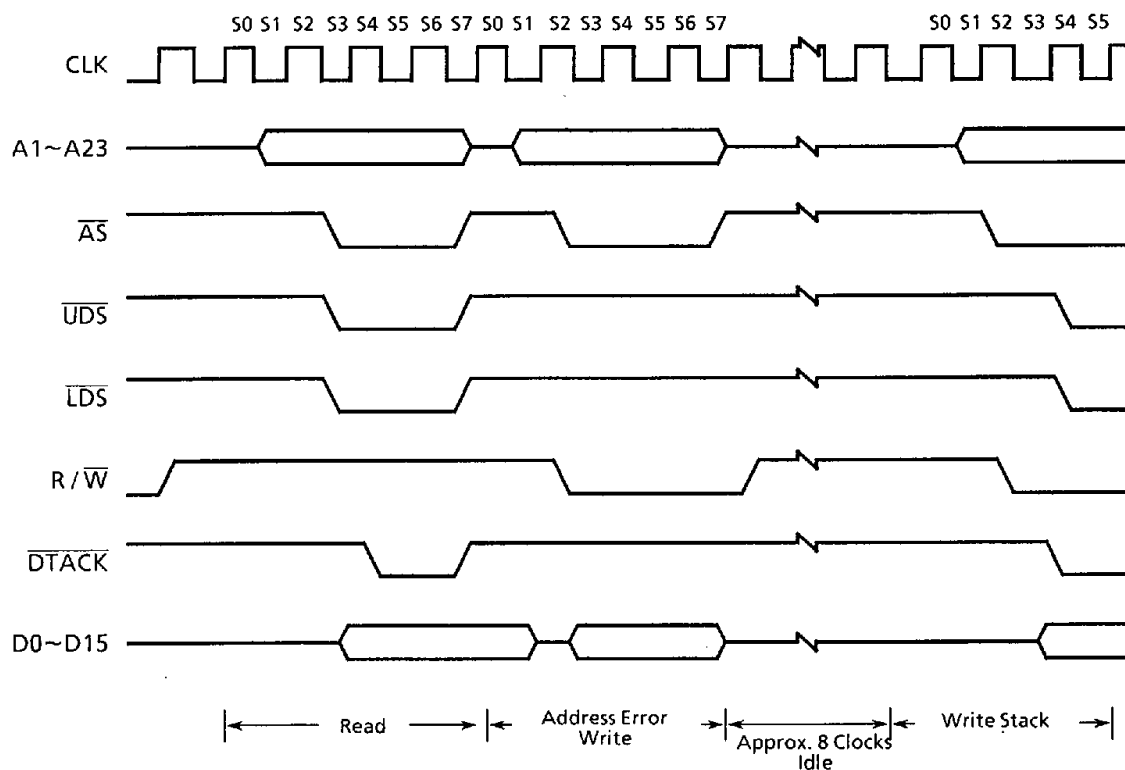 S0 S1 S2 S3 S4 S5 S6 S7 S0 S1 S2 S3 S4 S5 S6 S7 S0 S1 S2 S3 S4 S5
CLK
A1~A23
AS
UDS
LDS
R / W
DTACK
D0~D15
Read
Address Error
Write
Approx. 8 Clocks
Idle
Write Stack